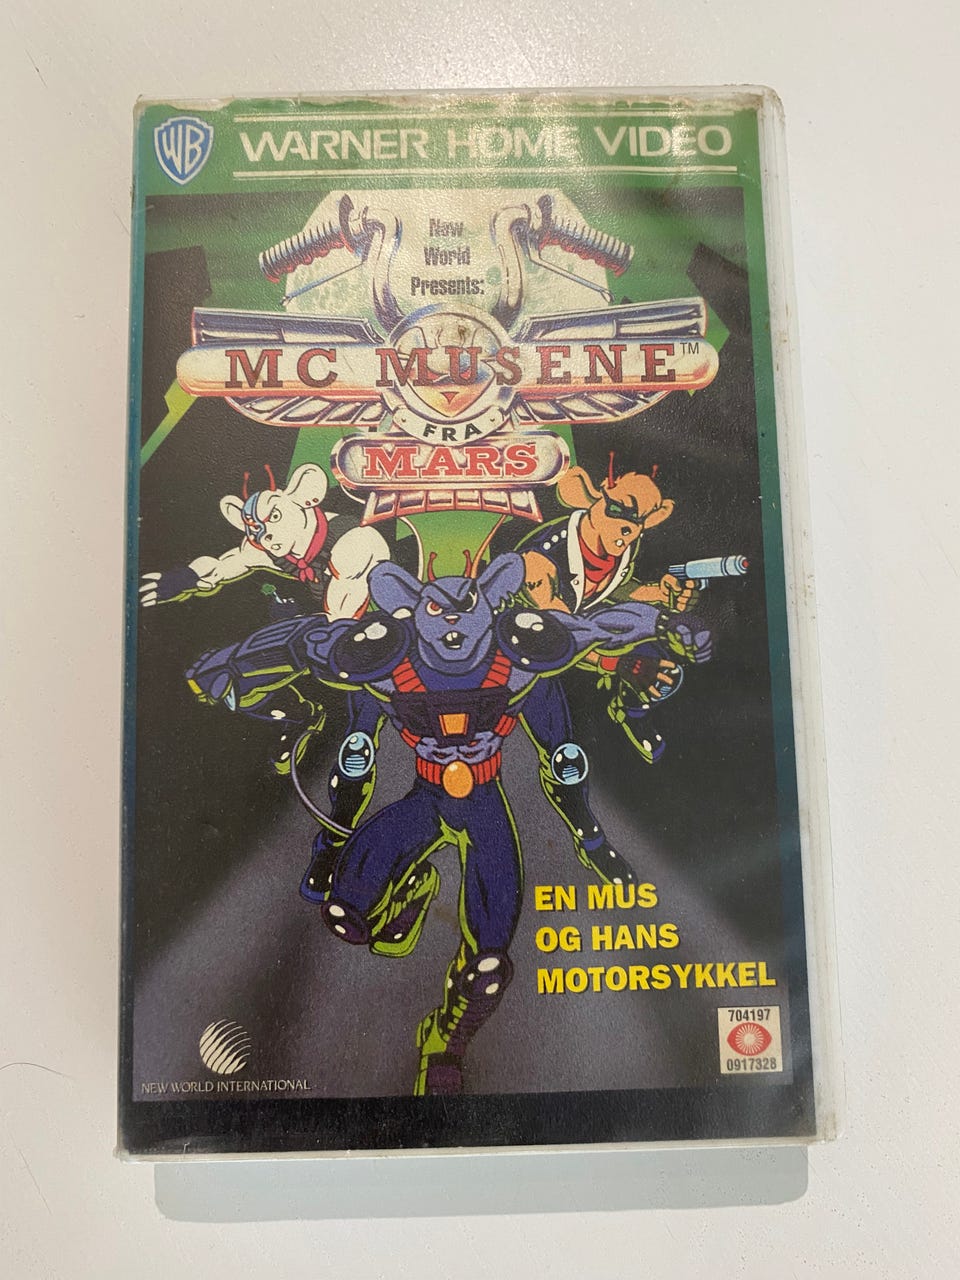 WB
WARNER HOME VIDEO
New
World
Presents:
MC MUSENE™
FRA
MARS
EN MUS
OG HANS
MOTORSYKKEL
704197
0917328
NEW WORLD INTERNATIONAL